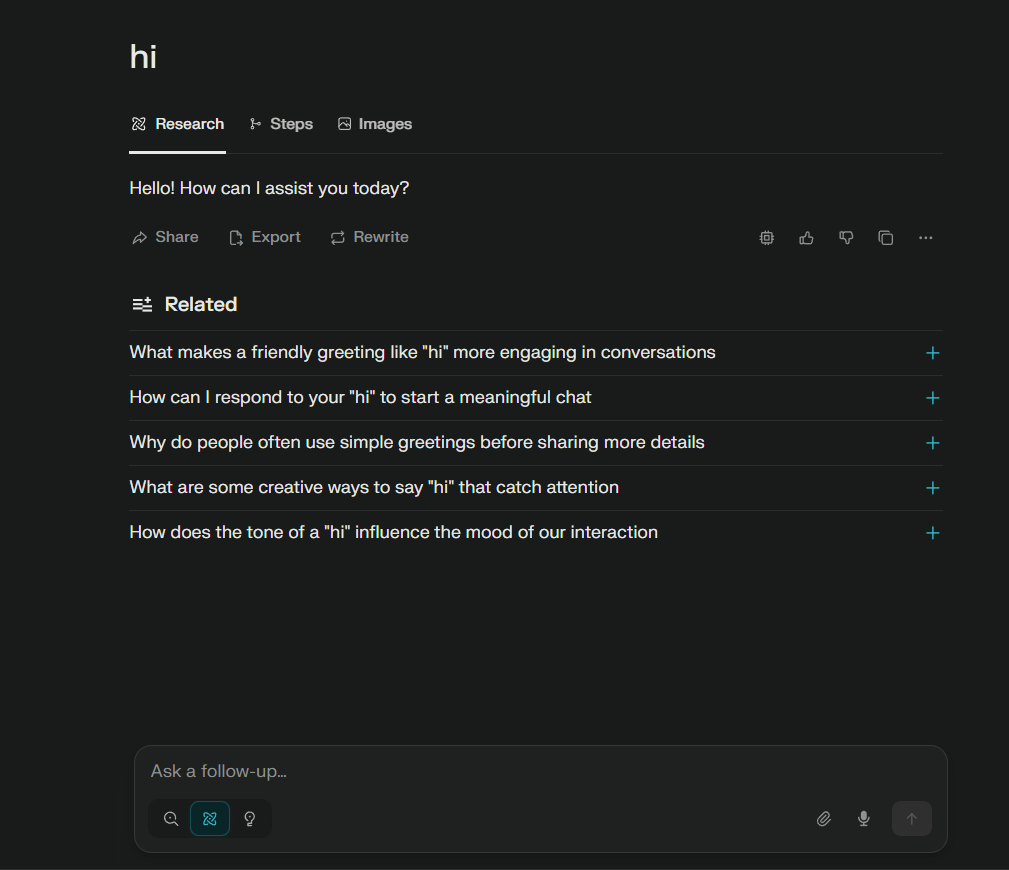 hi
Research Steps Images
Hello! How can I assist you today?
Share Export Rewrite
Related
What makes a friendly greeting like "hi" more engaging in conversations
How can I respond to your "hi" to start a meaningful chat
Why do people often use simple greetings before sharing more details
What are some creative ways to say "hi" that catch attention
How does the tone of a "hi" influence the mood of our interaction
Ask a follow-up…